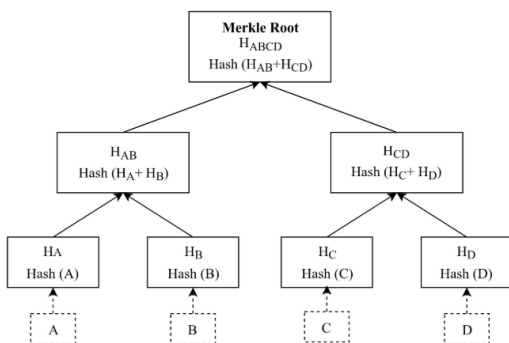 Merkle Root
HABCD
Hash (HAB+HCD)
HAB
Hash (HA+ HB)
HCD
Hash (HC+ HD)
HA
Hash (A)
HB
Hash (B)
HC
Hash (C)
HD
Hash (D)
A
B
C
D